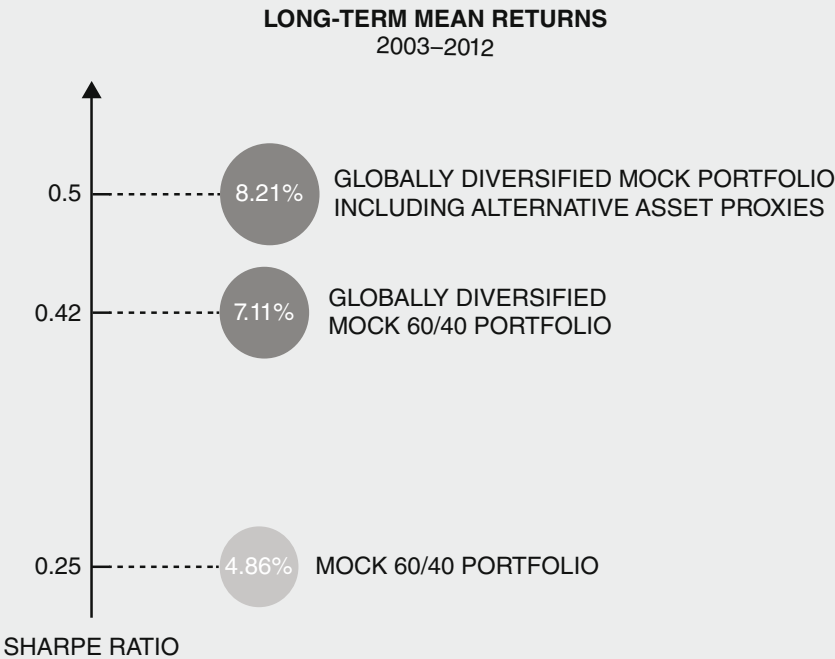 LONG-TERM MEAN RETURNS
2003–2012
0.5
8.21%
GLOBALLY DIVERSIFIED MOCK PORTFOLIO
INCLUDING ALTERNATIVE ASSET PROXIES
0.42
7.11%
GLOBALLY DIVERSIFIED
MOCK 60/40 PORTFOLIO
0.25
4.86%
MOCK 60/40 PORTFOLIO
SHARPE RATIO